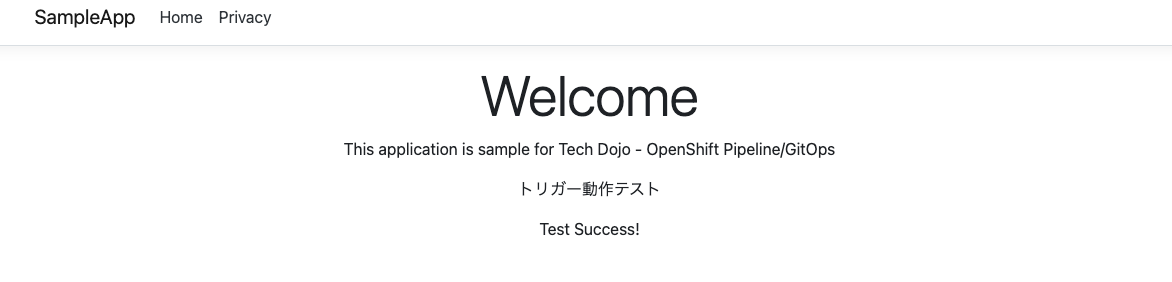 SampleApp Home Privacy
Welcome
This application is sample for Tech Dojo - OpenShift Pipeline/GitOps
トリガー動作テスト
Test Success!